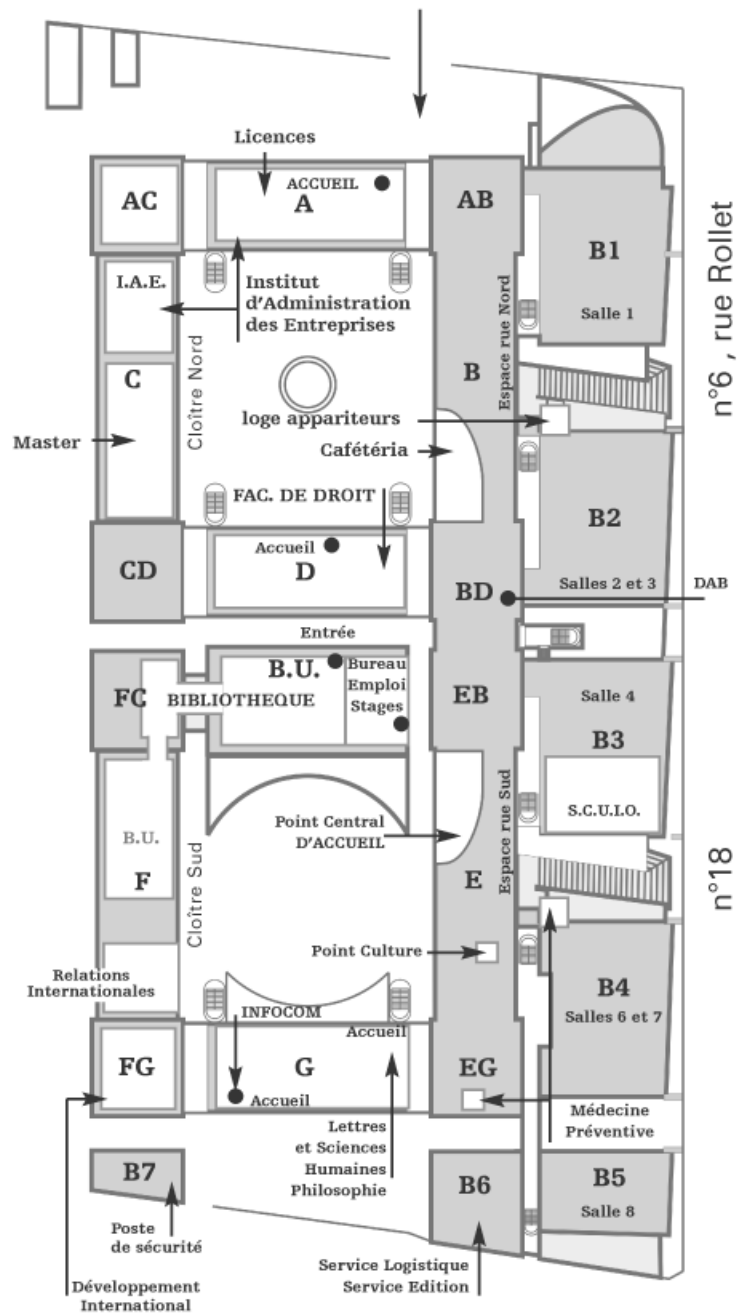 Licences
AC
ACCUEIL
A
AB
B1
Salle 1
n°6 , rue Rollet
I.A.E.
Institut
d'Administration
des Entreprises
Cloître Nord
Espace rue Nord
C
B
Master
loge appariteurs
Cafétéria
FAC. DE DROIT
B2
Salles 2 et 3
DAB
CD
Accueil
D
BD
Entrée
FC
B.U.
BIBLIOTHEQUE
Bureau
Emploi
Stages
EB
Salle 4
B3
S.C.U.I.O.
B.U.
F
Cloître Sud
Point Central
D'ACCUEIL
Espace rue Sud
E
n°18
Point Culture
Relations
Internationales
B4
Salles 6 et 7
INFOCOM
Accueil
FG
G
EG
Accueil
Médecine
Préventive
Lettres
et Sciences
Humaines
Philosophie
B7
B6
B5
Salle 8
Poste
de sécurité
Service Logistique
Service Edition
Développement
International